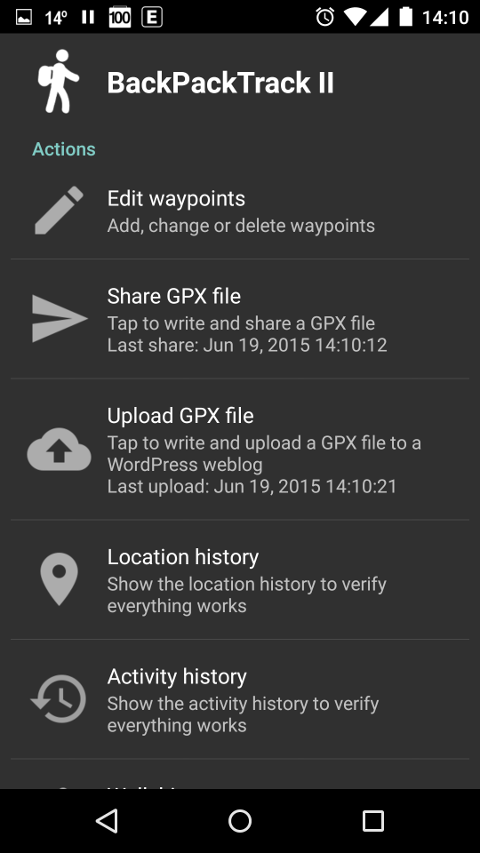 14°
100
E
14:10
BackPackTrack II
Actions
Edit waypoints
Add, change or delete waypoints
Share GPX file
Tap to write and share a GPX file
Last share: Jun 19, 2015 14:10:12
Upload GPX file
Tap to write and upload a GPX file to a
WordPress weblog
Last upload: Jun 19, 2015 14:10:21
Location history
Show the location history to verify
everything works
Activity history
Show the activity history to verify
everything works